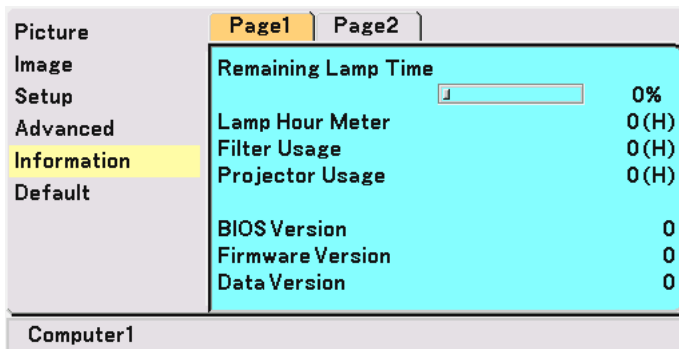 Picture
Image
Setup
Advanced
Information
Default
Page1 Page2
Remaining Lamp Time
0%
Lamp Hour Meter 0(H)
Filter Usage 0(H)
Projector Usage 0(H)
BIOS Version 0
Firmware Version 0
Data Version 0
Computer1